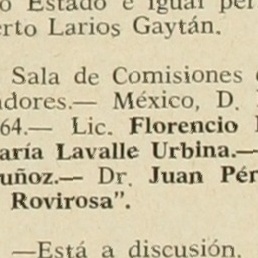 o Estado e igual per
erto Larios Gaytán.
Sala de Comisiones
adores.— México, D.
64.— Lic. Florencio
aría Lavalle Urbina.—
uñoz.— Dr. Juan Pér
Rovirosa".
—Está a discusión.